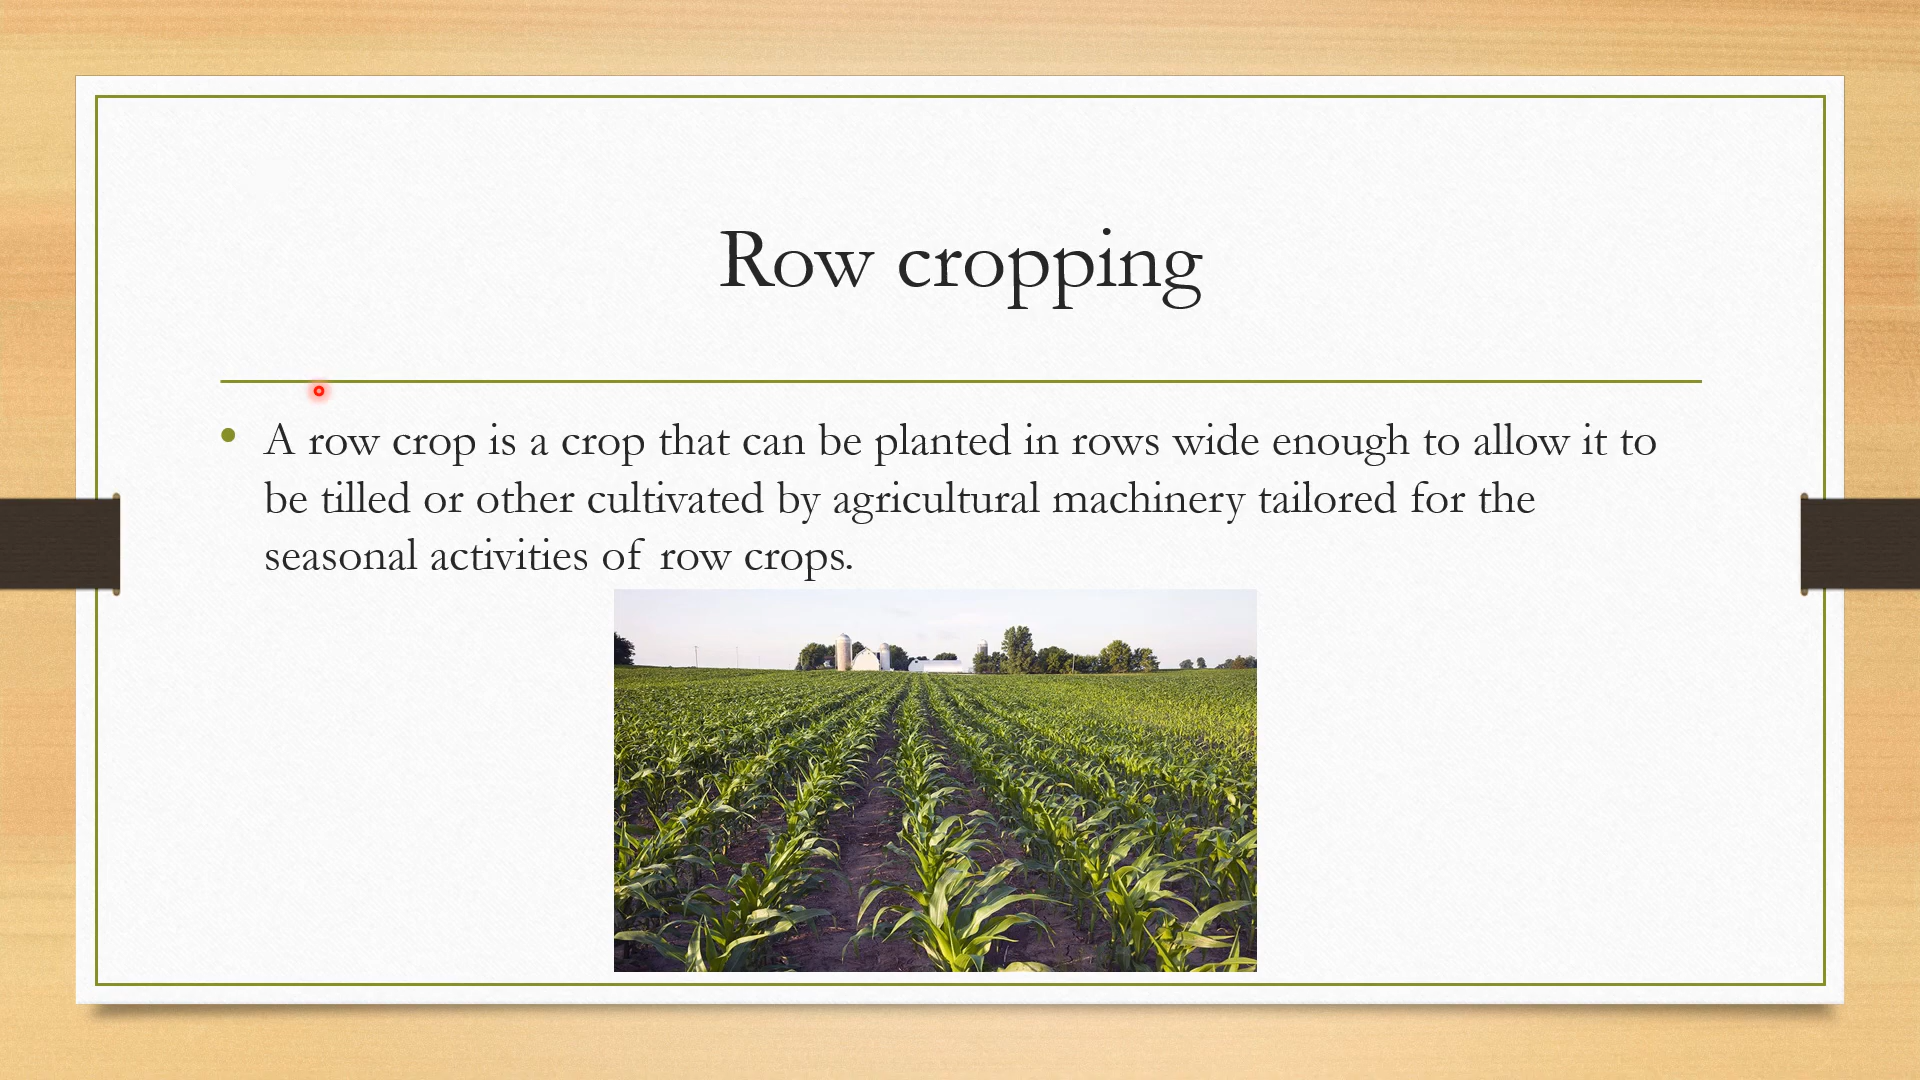 Row cropping
A row crop is a crop that can be planted in rows wide enough to allow it to
be tilled or other cultivated by agricultural machinery tailored for the
seasonal activities of row crops.